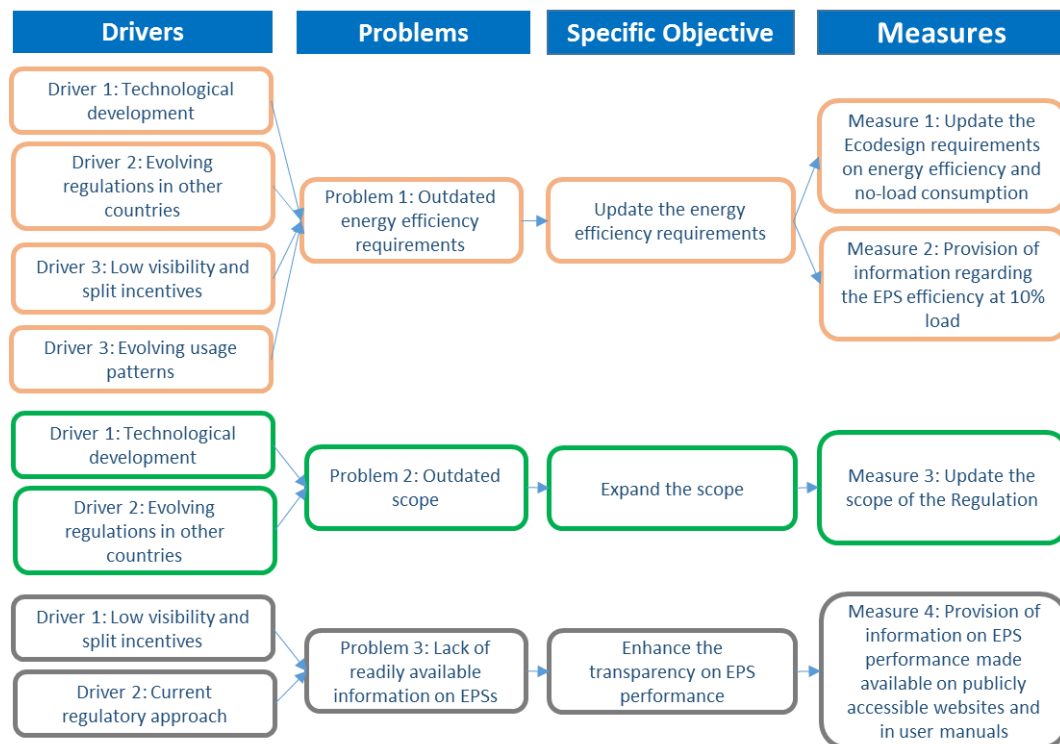 Drivers
Problems
Specific Objective
Measures
Driver 1: Technological
development
Driver 2: Evolving
regulations in other
countries
Driver 3: Low visibility and
split incentives
Driver 3: Evolving usage
patterns
Problem 1: Outdated
energy efficiency
requirements
Update the energy
efficiency requirements
Measure 1: Update the
Ecodesign requirements
on energy efficiency and
no-load consumption
Measure 2: Provision of
information regarding
the EPS efficiency at 10%
load
Driver 1: Technological
development
Driver 2: Evolving
regulations in other
countries
Problem 2: Outdated
scope
Expand the scope
Measure 3: Update the
scope of the Regulation
Driver 1: Low visibility and
split incentives
Driver 2: Current
regulatory approach
Problem 3: Lack of
readily available
information on EPSs
Enhance the
transparency on EPS
performance
Measure 4: Provision of
information on EPS
performance made
available on publicly
accessible websites and
in user manuals